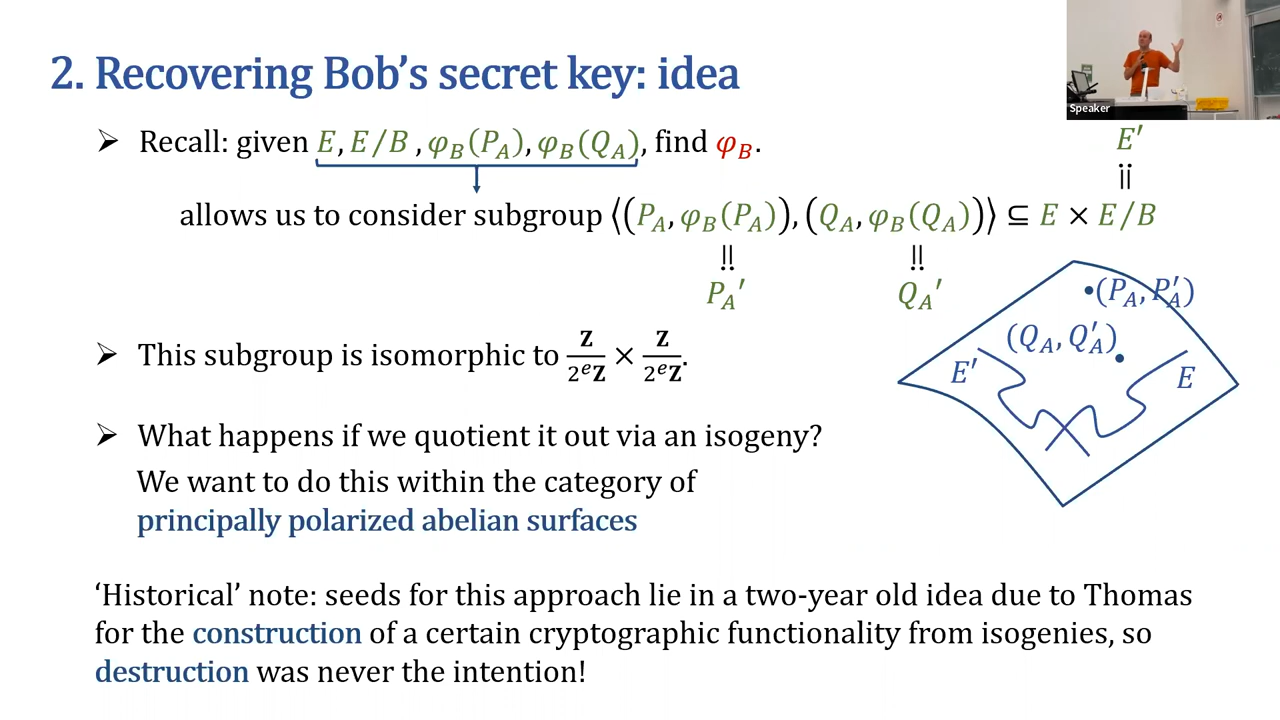 2. Recovering Bob's secret key: idea
Speaker
➢ Recall: given E, E/B , φ_B(P_A), φ_B(Q_A), find φ_B.
E′
=:
allows us to consider subgroup ⟨(P_A, φ_B(P_A)), (Q_A, φ_B(Q_A))⟩ ⊆ E × E/B
=: =:
P_A′ Q_A′
(P_A, P′_A)
(Q_A, Q′_A)
E′ E
➢ This subgroup is isomorphic to Z/2^eZ × Z/2^eZ.
➢ What happens if we quotient it out via an isogeny?
We want to do this within the category of
principally polarized abelian surfaces
‘Historical’ note: seeds for this approach lie in a two-year old idea due to Thomas
for the construction of a certain cryptographic functionality from isogenies, so
destruction was never the intention!